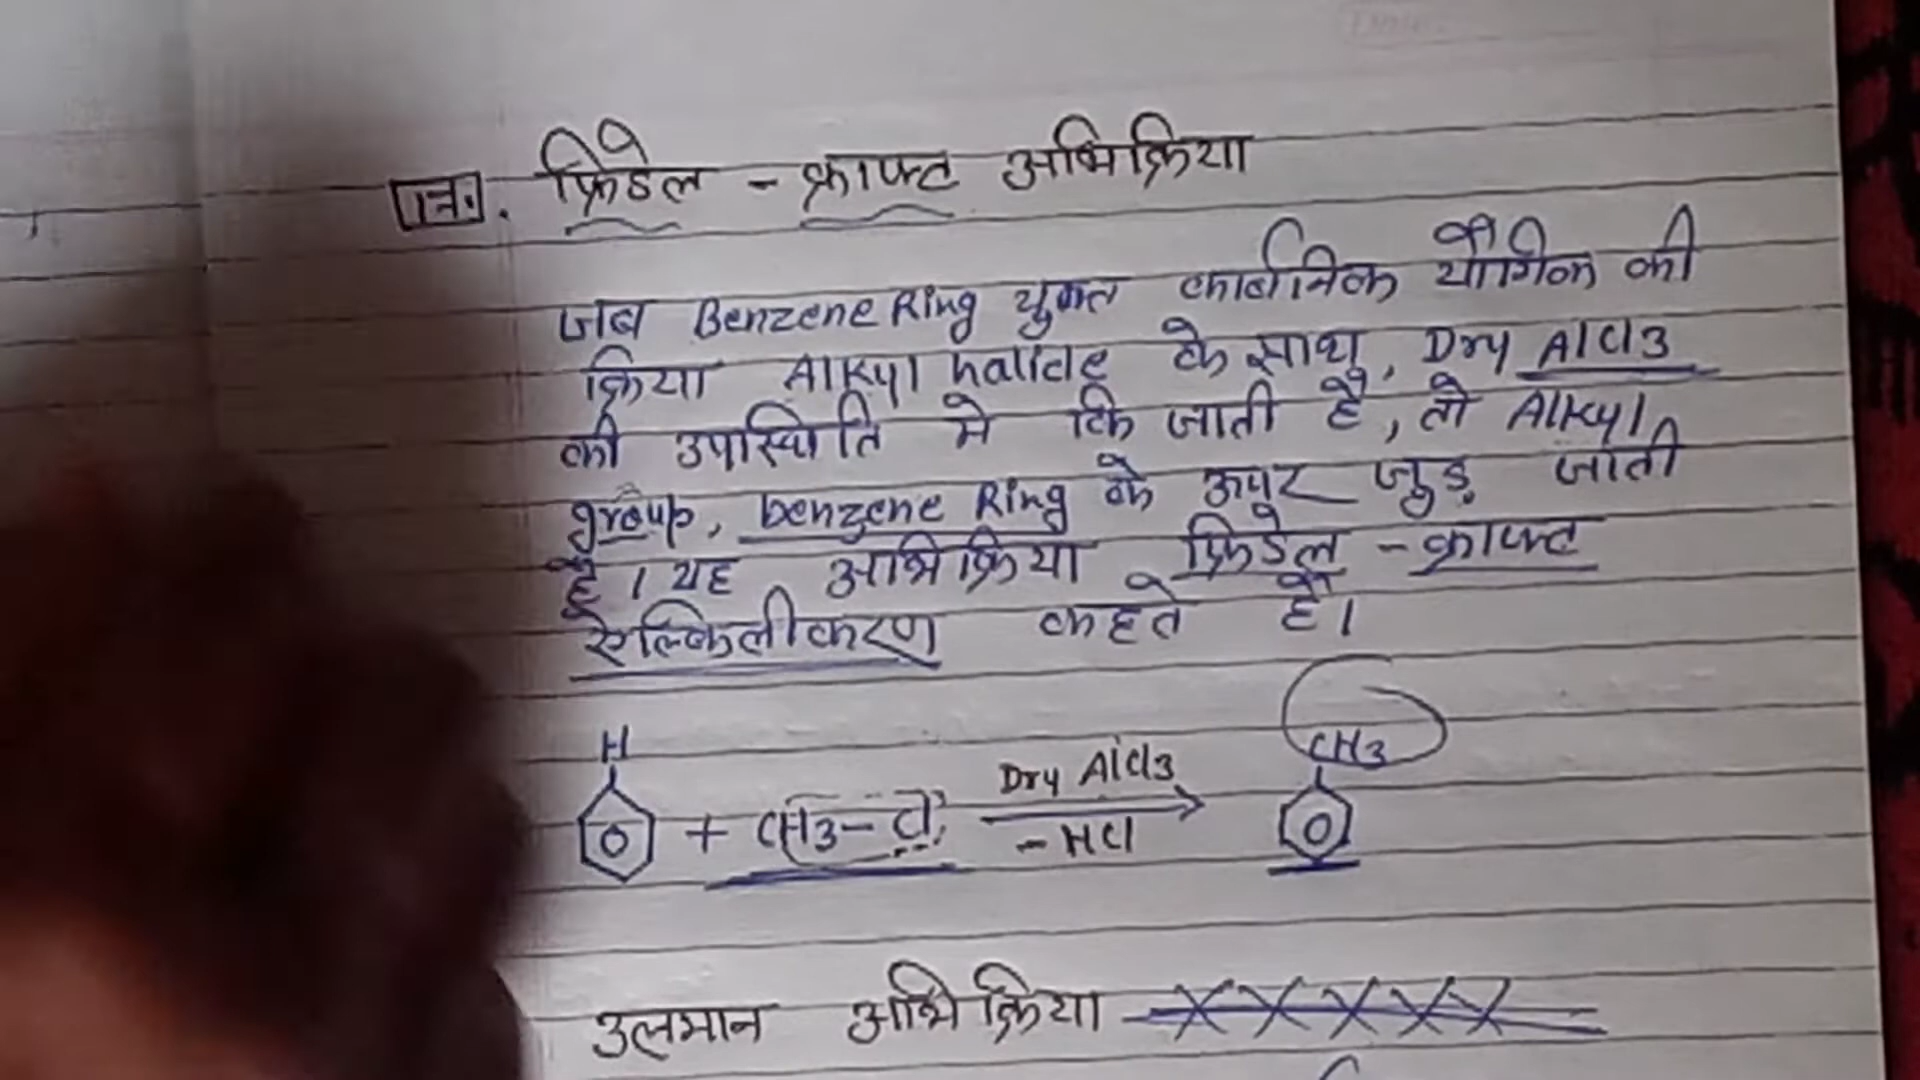 17. फ्रिडेल - क्राफ्ट अभिक्रिया
जब Benzene Ring युक्त कार्बनिक यौगिक की
क्रिया Alkyl halide के साथ, Dry AlCl3
की उपस्थिति मे कि जाती है, तो Alkyl
group, benzene Ring के ऊपर जुड़ जाती
है। यह अभिक्रिया फ्रिडेल - क्राफ्ट
ऐल्किलीकरण कहते है।
H
CH3
+ CH3-Cl
Dry AlCl3
- HCl
उलमान अभिक्रिया